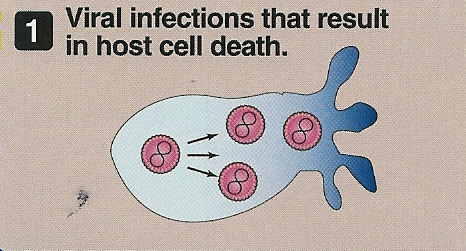 1 Viral infections that result
in host cell death.